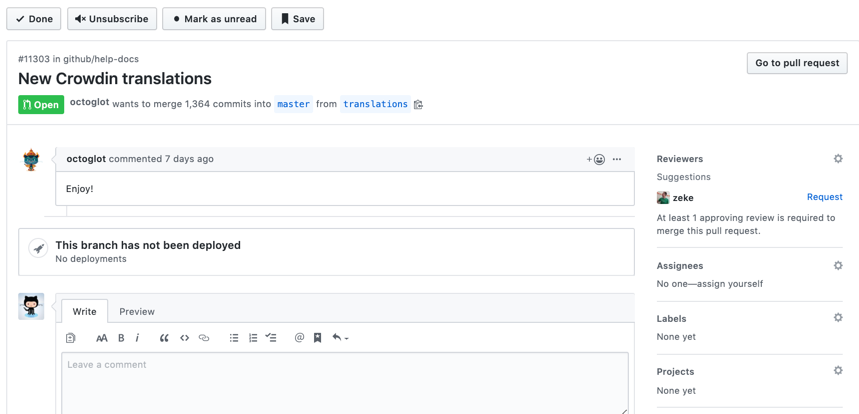 Done Unsubscribe Mark as unread Save
#11303 in github/help-docs
New Crowdin translations
Go to pull request
Open octoglot wants to merge 1,364 commits into master from translations
octoglot commented 7 days ago
Enjoy!
This branch has not been deployed
No deployments
Write Preview
Leave a comment
Reviewers
Suggestions
zeke Request
At least 1 approving review is required to
merge this pull request.
Assignees
No one—assign yourself
Labels
None yet
Projects
None yet